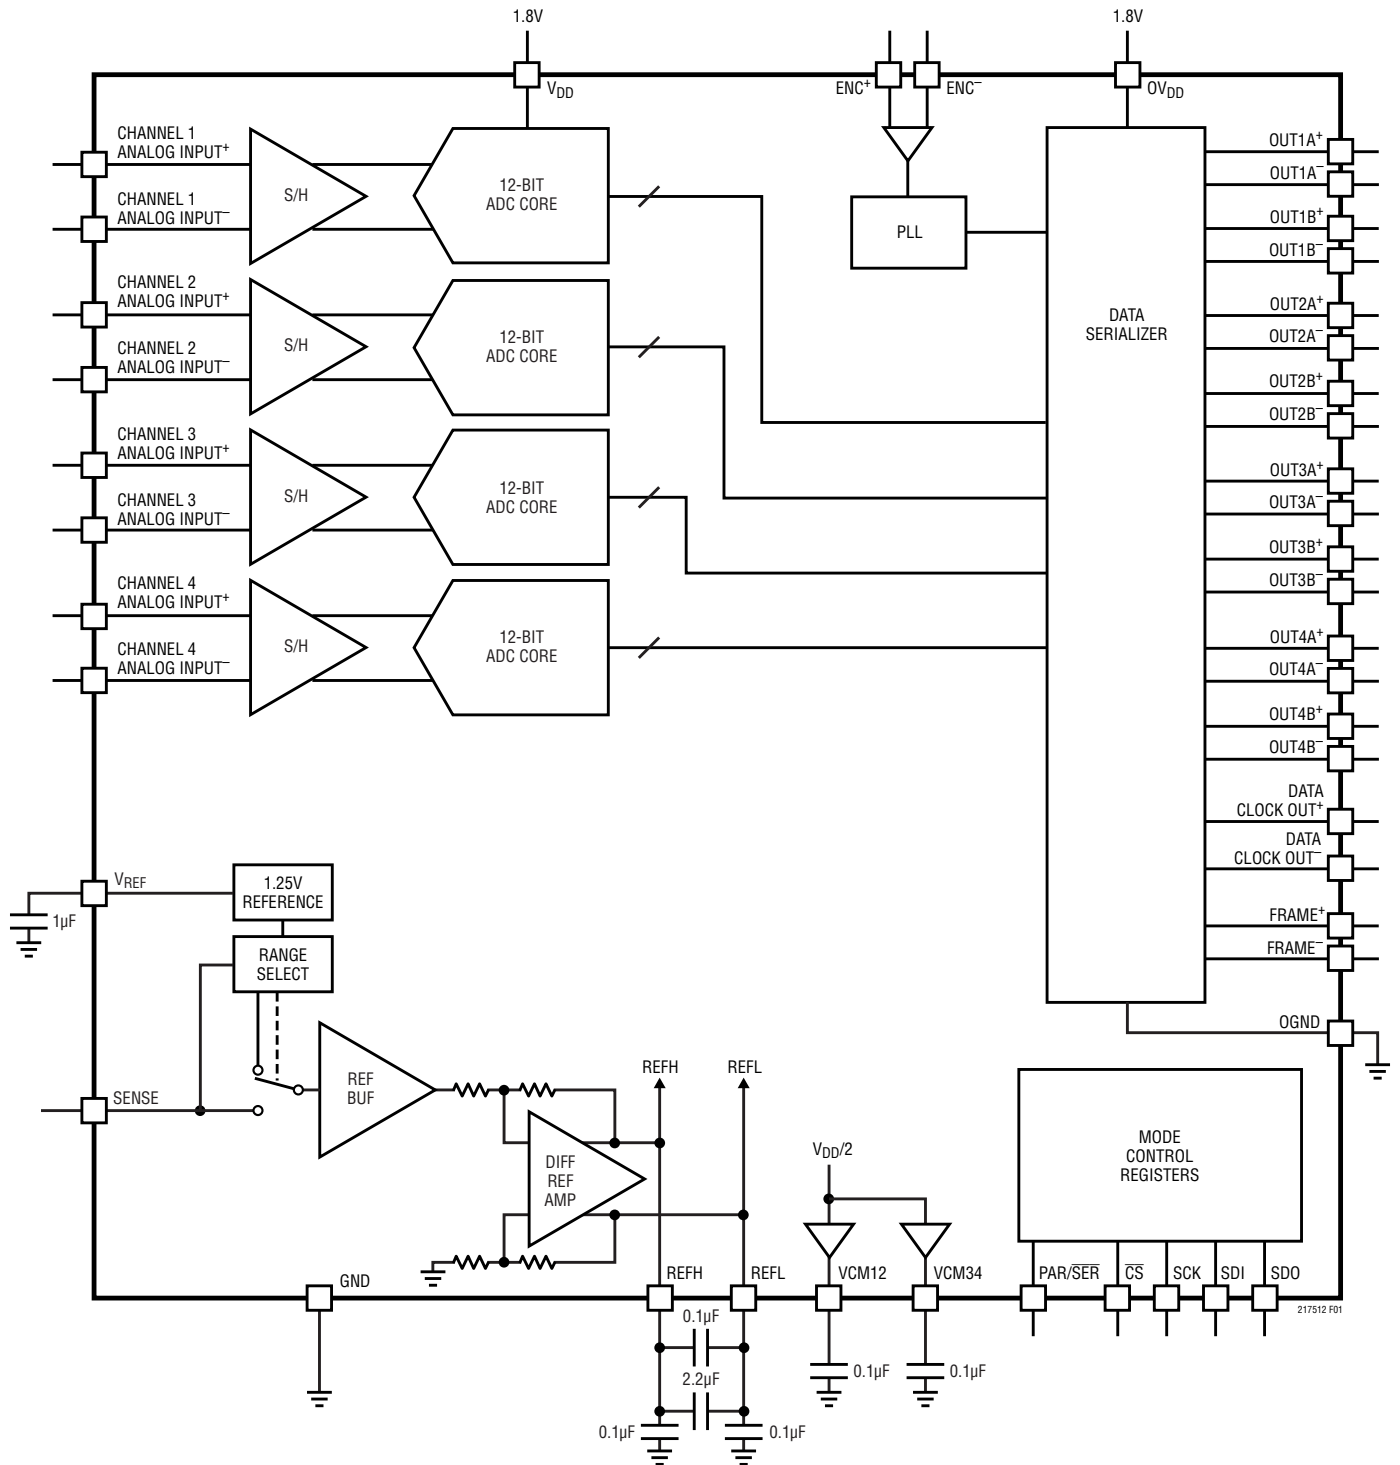 1.8V
1.8V
VDD
ENC+
ENC–
OVDD
CHANNEL 1
ANALOG INPUT+
CHANNEL 1
ANALOG INPUT–
S/H
12-BIT
ADC CORE
CHANNEL 2
ANALOG INPUT+
CHANNEL 2
ANALOG INPUT–
S/H
12-BIT
ADC CORE
CHANNEL 3
ANALOG INPUT+
CHANNEL 3
ANALOG INPUT–
S/H
12-BIT
ADC CORE
CHANNEL 4
ANALOG INPUT+
CHANNEL 4
ANALOG INPUT–
S/H
12-BIT
ADC CORE
PLL
DATA
SERIALIZER
OUT1A+
OUT1A–
OUT1B+
OUT1B–
OUT2A+
OUT2A–
OUT2B+
OUT2B–
OUT3A+
OUT3A–
OUT3B+
OUT3B–
OUT4A+
OUT4A–
OUT4B+
OUT4B–
DATA
CLOCK OUT+
DATA
CLOCK OUT–
FRAME+
FRAME–
OGND
VREF
1µF
1.25V
REFERENCE
RANGE
SELECT
SENSE
REF
BUF
DIFF
REF
AMP
REFH
REFL
VDD/2
MODE
CONTROL
REGISTERS
GND
REFH
REFL
VCM12
VCM34
PAR/SER
CS
SCK
SDI
SDO
217512 F01
0.1µF
2.2µF
0.1µF
0.1µF
0.1µF
0.1µF